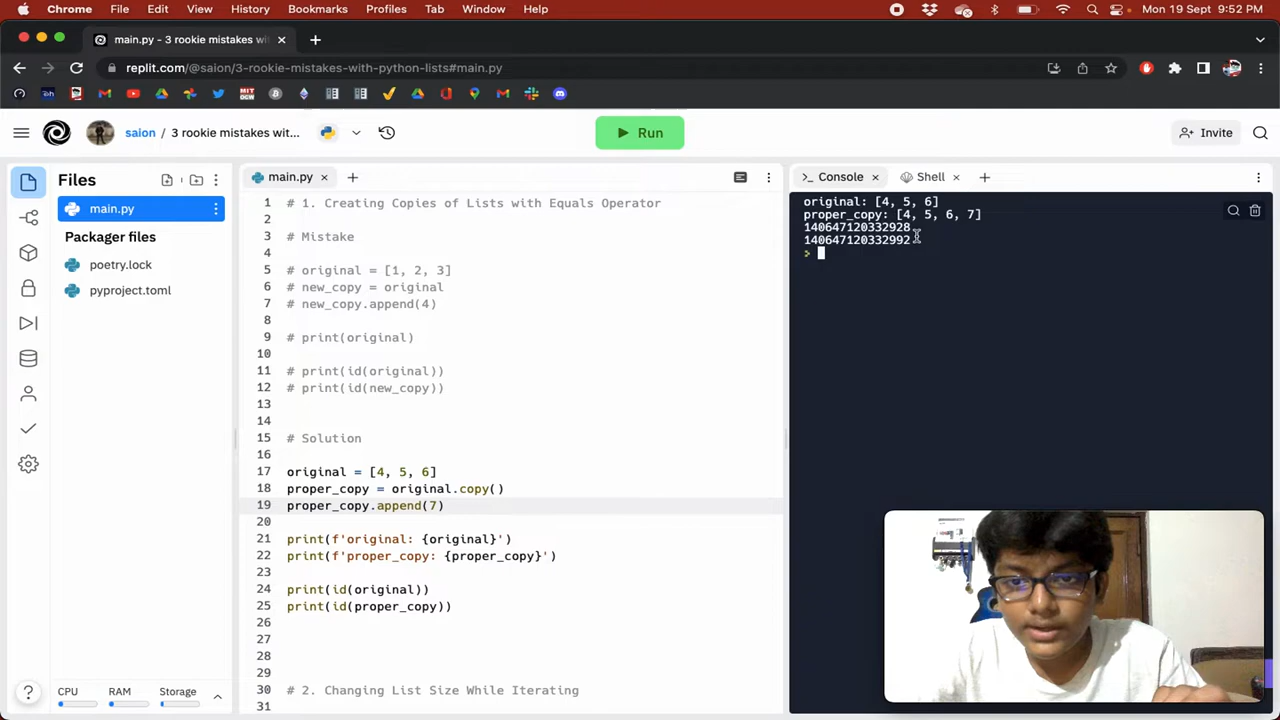 Chrome File Edit View History Bookmarks Profiles Tab Window Help Mon 19 Sept 9:52 PM
main.py - 3 rookie mistakes wi
replit.com/@saion/3-rookie-mistakes-with-python-lists#main.py
saion / 3 rookie mistakes wit... Run Invite
Files
main.py
Packager files
poetry.lock
pyproject.toml
CPU RAM Storage
main.py
1 # 1. Creating Copies of Lists with Equals Operator
2
3 # Mistake
4
5 # original = [1, 2, 3]
6 # new_copy = original
7 # new_copy.append(4)
8
9 # print(original)
10
11 # print(id(original))
12 # print(id(new_copy))
13
14
15 # Solution
16
17 original = [4, 5, 6]
18 proper_copy = original.copy()
19 proper_copy.append(7)
20
21 print(f'original: {original}')
22 print(f'proper_copy: {proper_copy}')
23
24 print(id(original))
25 print(id(proper_copy))
26
27
28
29
30 # 2. Changing List Size While Iterating
31
Console Shell
original: [4, 5, 6]
proper_copy: [4, 5, 6, 7]
140647120332928
140647120332992
>